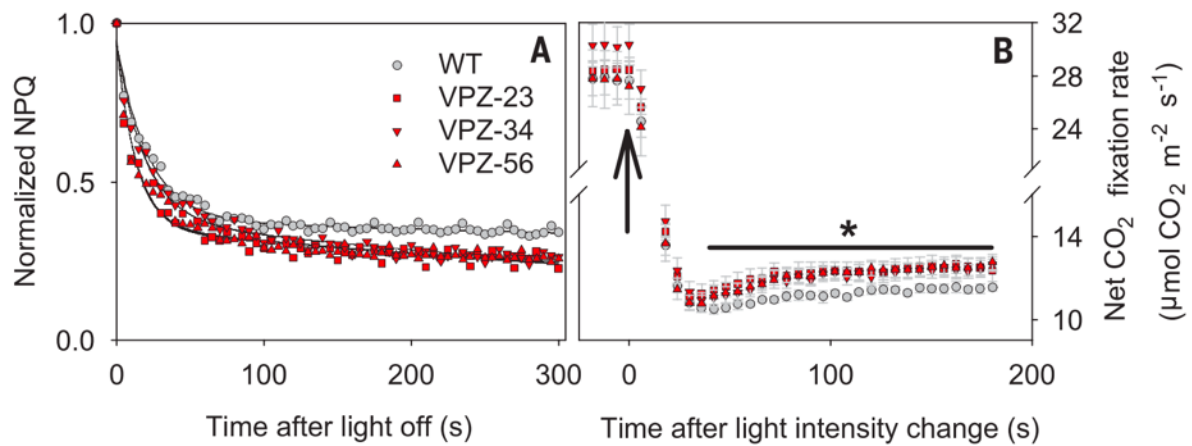 1.0
0.5
0.0
Normalized NPQ
A
WT
VPZ-23
VPZ-34
VPZ-56
0 100 200 300
Time after light off (s)
B
*
32
28
24
14
10
Net CO2 fixation rate
(μmol CO2 m-2 s-1)
0 100 200
Time after light intensity change (s)